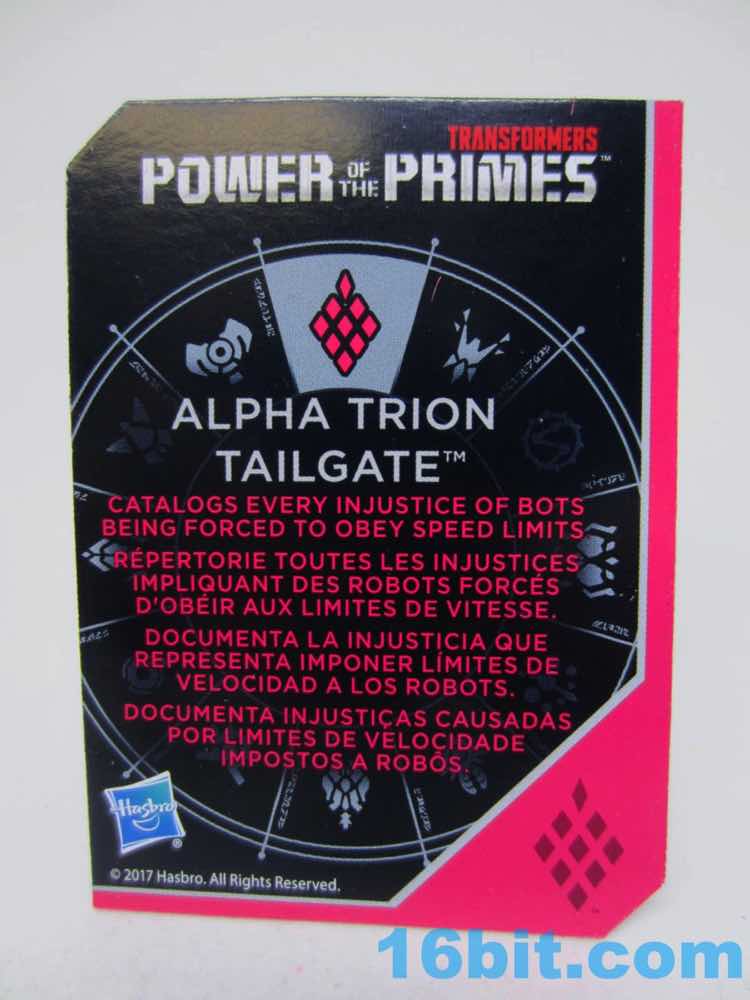 TRANSFORMERS
POWER OF THE PRIMES™
ALPHA TRION
TAILGATE™
CATALOGS EVERY INJUSTICE OF BOTS
BEING FORCED TO OBEY SPEED LIMITS.
RÉPERTORIE TOUTES LES INJUSTICES
IMPLIQUANT DES ROBOTS FORCÉS
D'OBÉIR AUX LIMITES DE VITESSE.
DOCUMENTA LA INJUSTICIA QUE
REPRESENTA IMPONER LÍMITES DE
VELOCIDAD A LOS ROBOTS.
DOCUMENTA INJUSTIÇAS CAUSADAS
POR LIMITES DE VELOCIDADE
IMPOSTOS A ROBÔS.
Hasbro
®
© 2017 Hasbro. All Rights Reserved.
™
16bit.com